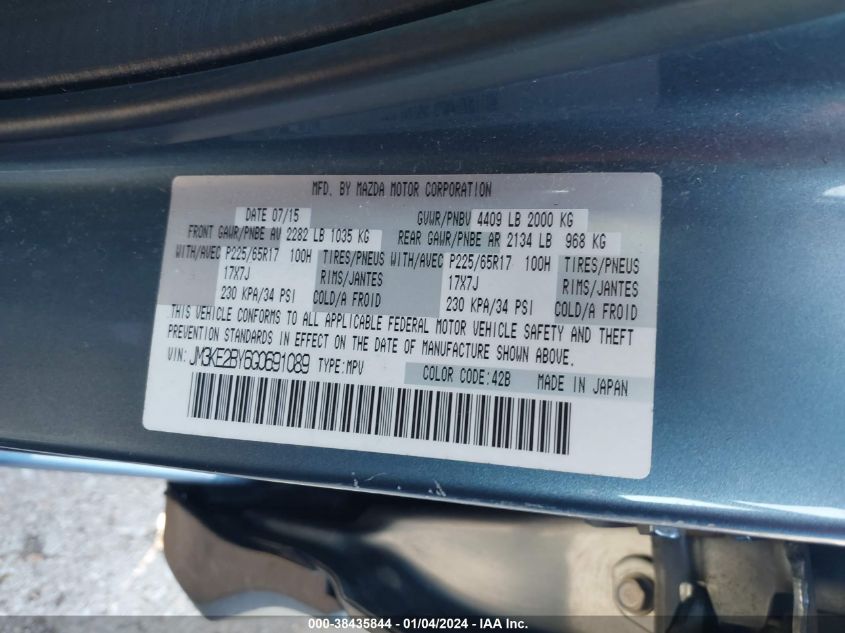 MFD. BY MAZDA MOTOR CORPORATION
DATE 07/15 GVWR/PNBV 4409 LB 2000 KG
FRONT GAWR/PNBE AV 2282 LB 1035 KG REAR GAWR/PNBE AR 2134 LB 968 KG
WITH/AVEC P225/65R17 100H TIRES/PNEUS WITH/AVEC P225/65R17 100H TIRES/PNEUS
17X7J RIMS/JANTES 17X7J RIMS/JANTES
230 KPA/34 PSI COLD/A FROID 230 KPA/34 PSI COLD/A FROID
THIS VEHICLE CONFORMS TO ALL APPLICABLE FEDERAL MOTOR VEHICLE SAFETY AND THEFT
PREVENTION STANDARDS IN EFFECT ON THE DATE OF MANUFACTURE SHOWN ABOVE.
VIN: JM3KE2BY6G0691089 TYPE:MPV COLOR CODE:42B MADE IN JAPAN
000-38435844 - 01/04/2024 - IAA Inc.